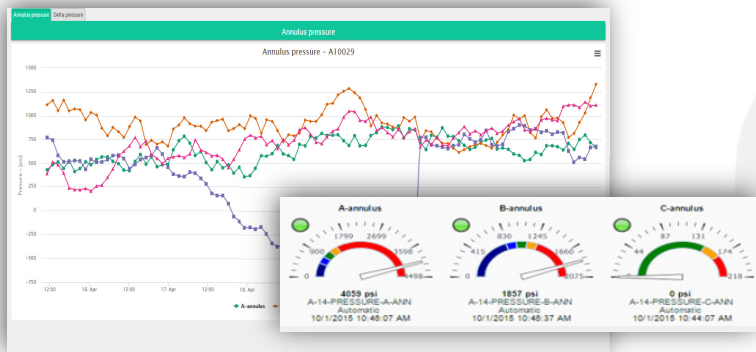 Annulus pressure Delta pressure
Annulus pressure
Annulus pressure - A10029
Pressure - (psi)
1500
1250
1000
750
500
250
0
-250
-500
-750
12:00 16. Apr 12:00 17. Apr 12:00 18. Apr
A-annulus
A-annulus
0 900 1799 2699 3598 4498
4059 psi
A-14-PRESSURE-A-ANN
Automatic
10/1/2015 10:48:07 AM
B-annulus
0 415 830 1245 1660 2075
1857 psi
A-14-PRESSURE-B-ANN
Automatic
10/1/2015 10:48:37 AM
C-annulus
44 87 131 174 218
0 psi
A-14-PRESSURE-C-ANN
Automatic
10/1/2015 10:44:07 AM